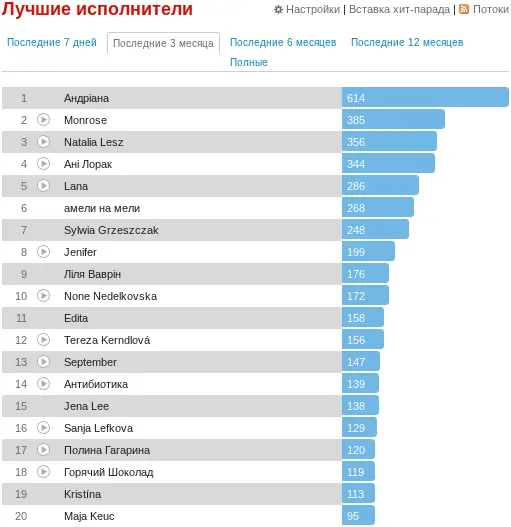 Лучшие исполнители
Настройки | Вставка хит-парада | Потоки
Последние 7 дней Последние 3 месяца Последние 6 месяцев Последние 12 месяцев
Полные
1 Андріана 614
2 Monrose 385
3 Natalia Lesz 356
4 Ані Лорак 344
5 Lana 286
6 амели на мели 268
7 Sylwia Grzeszczak 248
8 Jenifer 199
9 Ліля Ваврін 176
10 None Nedelkovska 172
11 Edita 158
12 Tereza Kerndlová 156
13 September 147
14 Антибиотика 139
15 Jena Lee 138
16 Sanja Lefkova 129
17 Полина Гагарина 120
18 Горячий Шоколад 119
19 Kristína 113
20 Maja Keuc 95